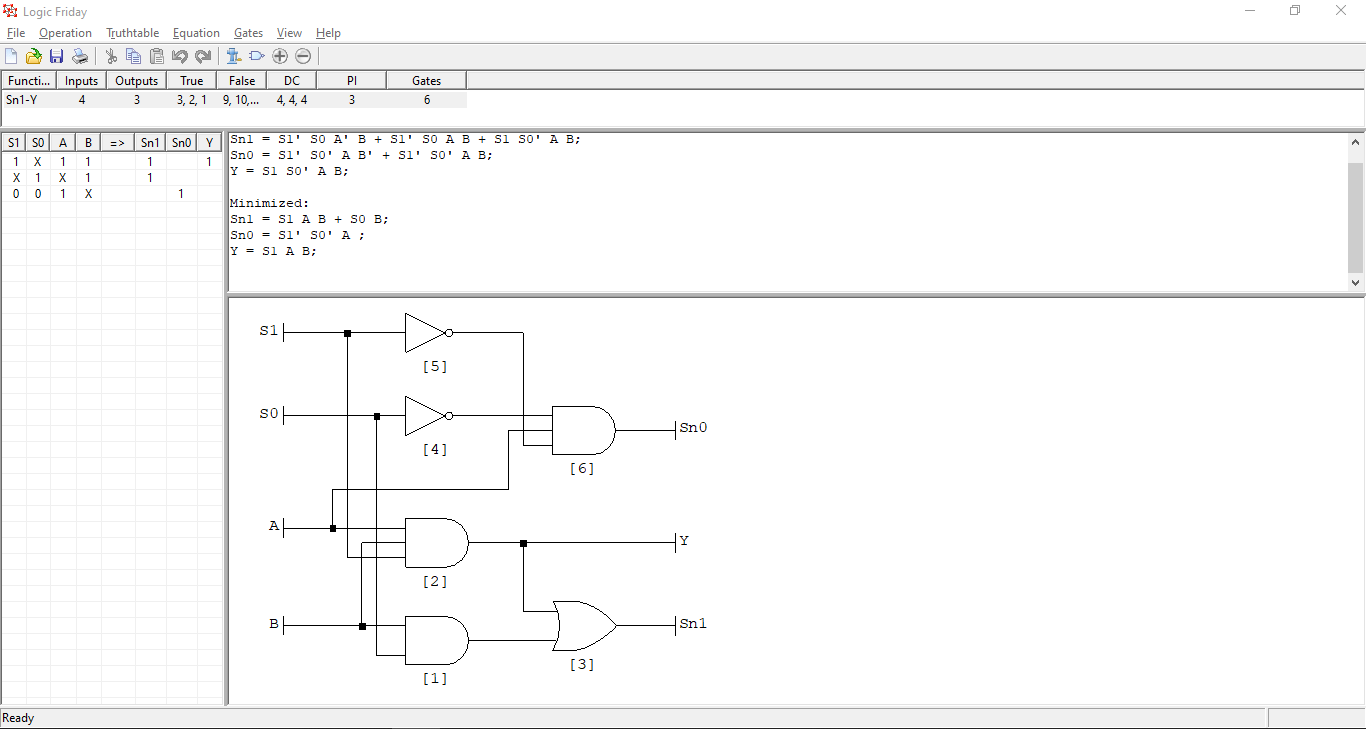 Logic Friday
File Operation Truthtable Equation Gates View Help
Functi... Inputs Outputs True False DC PI Gates
Sn1-Y 4 3 3, 2, 1 9, 10,... 4, 4, 4 3 6
S1 S0 A B => Sn1 Sn0 Y
1 X 1 1 1 1
X 1 X 1 1
0 0 1 X 1
Sn1 = S1' S0 A' B + S1' S0 A B + S1 S0' A B;
Sn0 = S1' S0' A B' + S1' S0' A B;
Y = S1 S0' A B;
Minimized:
Sn1 = S1 A B + S0 B;
Sn0 = S1' S0' A ;
Y = S1 A B;
S1
[5]
S0
Sn0
[4]
[6]
A
Y
[2]
B
Sn1
[3]
[1]
Ready